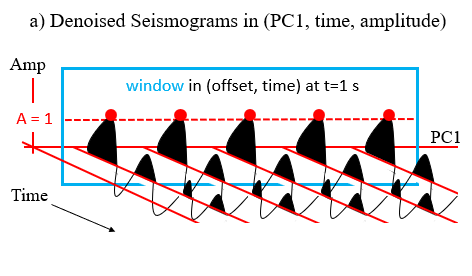 a) Denoised Seismograms in (PC1, time, amplitude)
Amp
window in (offset, time) at t=1 s
A = 1
PC1
Time